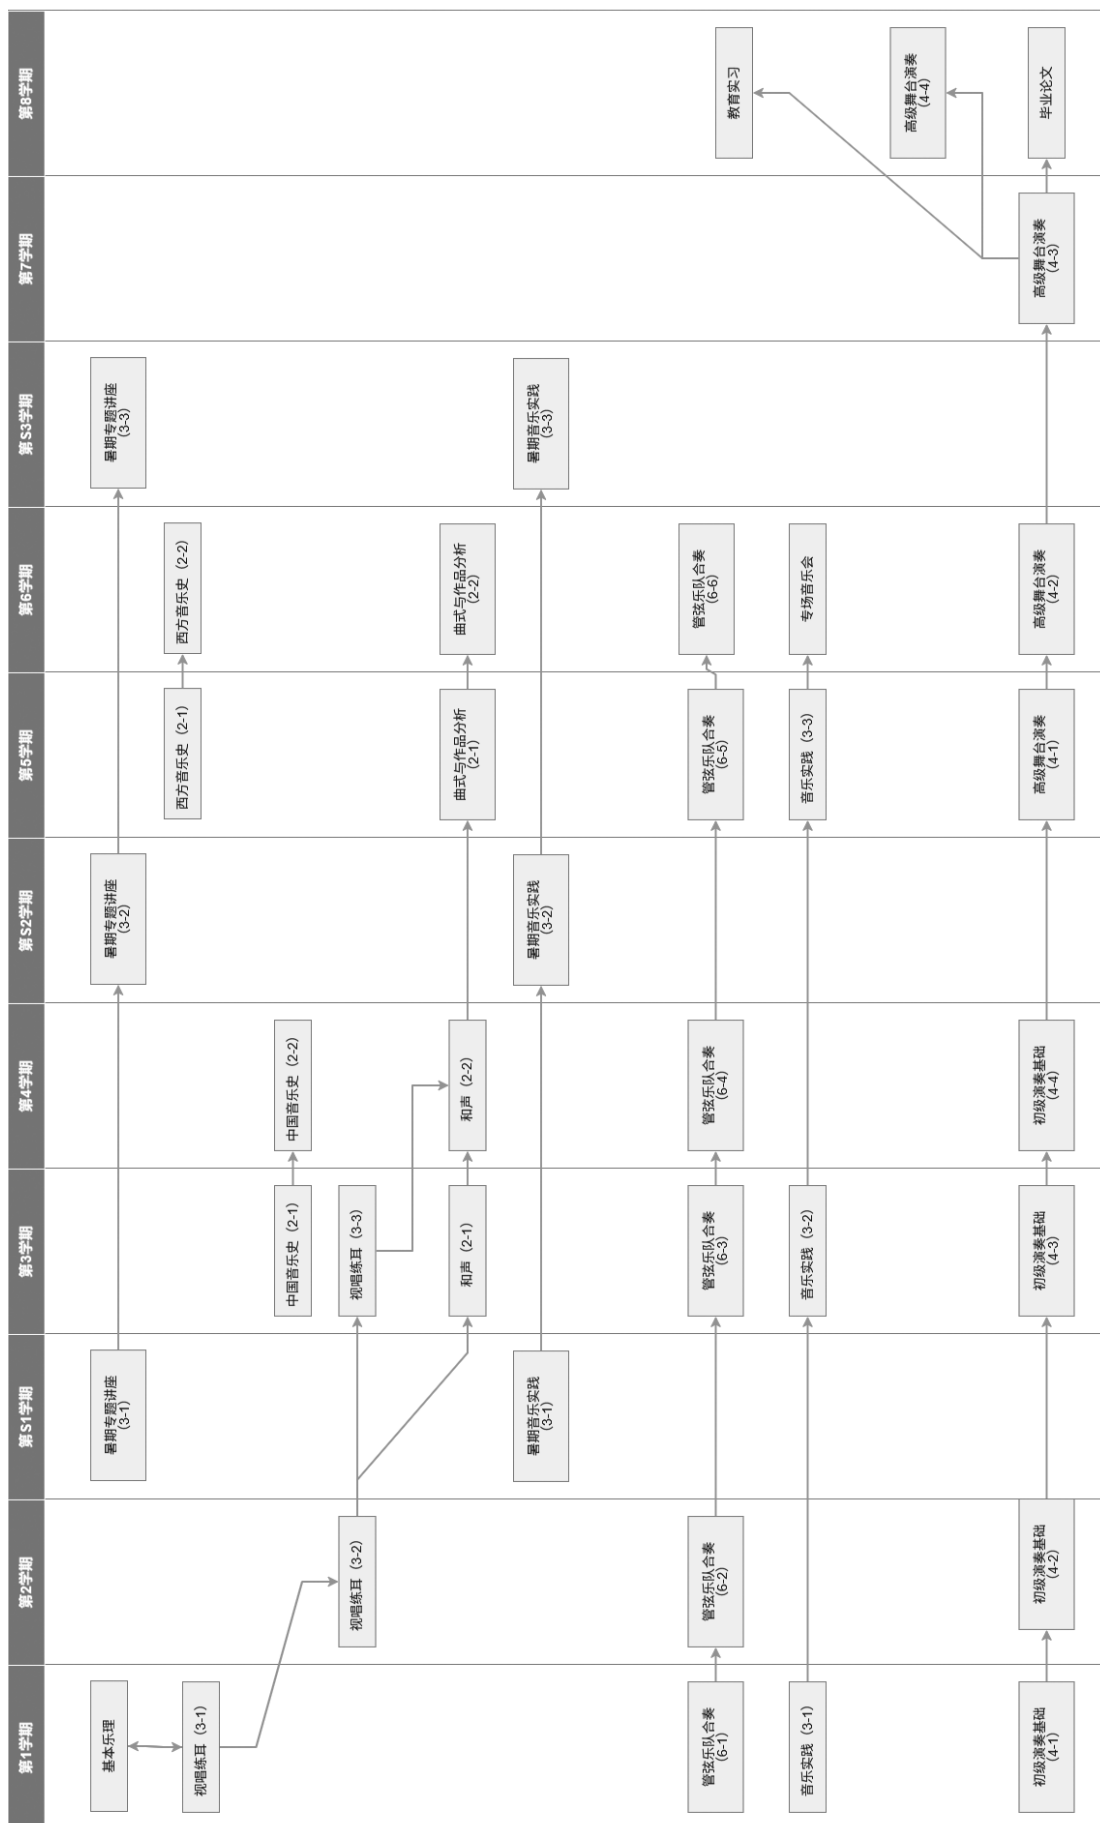 第1学期
基本乐理
视唱练耳（3-1）
管弦乐队合奏
(6-1)
音乐实践（3-1）
初级演奏基础
(4-1)
第2学期
视唱练耳（3-2）
管弦乐队合奏
(6-2)
初级演奏基础
(4-2)
第S1学期
暑期专题讲座
(3-1)
暑期音乐实践
(3-1)
第3学期
中国音乐史（2-1）
视唱练耳（3-3）
和声（2-1）
管弦乐队合奏
(6-3)
音乐实践（3-2）
初级演奏基础
(4-3)
第4学期
中国音乐史（2-2）
和声（2-2）
管弦乐队合奏
(6-4)
初级演奏基础
(4-4)
第S2学期
暑期专题讲座
(3-2)
暑期音乐实践
(3-2)
第5学期
西方音乐史（2-1）
曲式与作品分析
(2-1)
管弦乐队合奏
(6-5)
音乐实践（3-3）
高级舞台演奏
(4-1)
第6学期
西方音乐史（2-2）
曲式与作品分析
(2-2)
管弦乐队合奏
(6-6)
专场音乐会
高级舞台演奏
(4-2)
第S3学期
暑期专题讲座
(3-3)
暑期音乐实践
(3-3)
第7学期
高级舞台演奏
(4-3)
第8学期
教育实习
高级舞台演奏
(4-4)
毕业论文